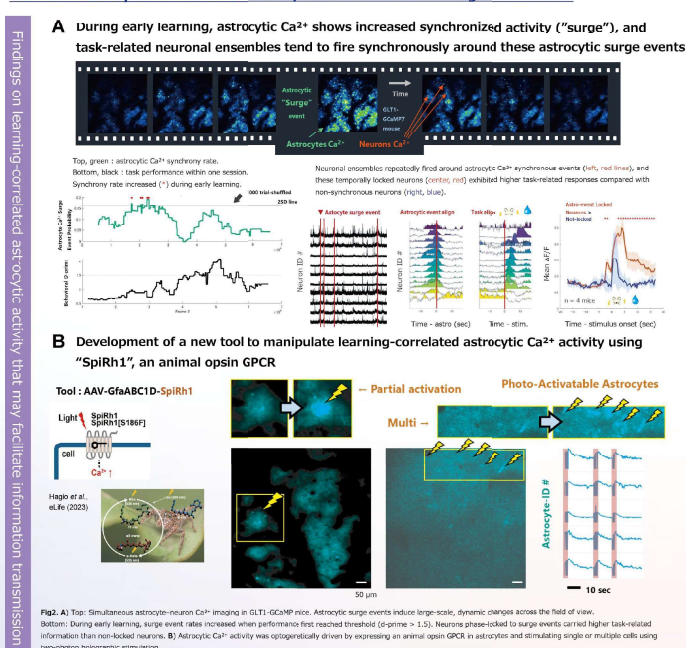 Findings on learning-correlated astrocytic activity that may facilitate information transmission
A During early learning, astrocytic Ca²⁺ shows increased synchronized activity ("surge"), and
task-related neuronal ensembles tend to fire synchronously around these astrocytic surge events
Astrocytic
"Surge"
event
Time
GLT1-
GCaMP7
mouse
Astrocytes Ca²⁺
Neurons Ca²⁺
Top, green : astrocytic Ca²⁺ synchrony rate.
Bottom, black : task performance within one session.
Synchrony rate increased (*) during early learning.
Neuronal ensembles repeatedly fired around astrocytic Ca²⁺ synchronous events (left, red lines), and
these temporally locked neurons (center, red) exhibited higher task-related responses compared with
non-synchronous neurons (right, blue).
000 trial-shuffled
2SD line
Astrocyte Ca²⁺ Surge
Event Probability
Behavioral D-prime
Astocyte surge event
Neuron ID #
Astrocytic event align
Task align
Neuron ID #
Time - astro (sec)
Time - stim.
Astro-event Locked
Neurons
Not-locked
Mean ΔF/F
n = 4 mice
Time - stimulus onset (sec)
B Development of a new tool to manipulate learning-correlated astrocytic Ca²⁺ activity using
"SpiRh1", an animal opsin GPCR
Tool : AAV-GfaABC1D-SpiRh1
Light
SpiRh1
SpiRh1[S186F]
cell
Ca²⁺ ↑
Hagio et al.,
eLife (2023)
← Partial activation
Photo-Activatable Astrocytes
Multi →
50 μm
Astrocyte-ID #
10 sec
Fig2. A) Top: Simultaneous astrocyte–neuron Ca²⁺ imaging in GLT1-GCaMP mice. Astrocytic surge events induce large-scale, dynamic changes across the field of view.
Bottom: During early learning, surge event rates increased when performance first reached threshold (d-prime > 1.5). Neurons phase-locked to surge events carried higher task-related
information than non-locked neurons. B) Astrocytic Ca²⁺ activity was optogenetically driven by expressing an animal opsin GPCR in astrocytes and stimulating single or multiple cells using
two-photon holographic stimulation.